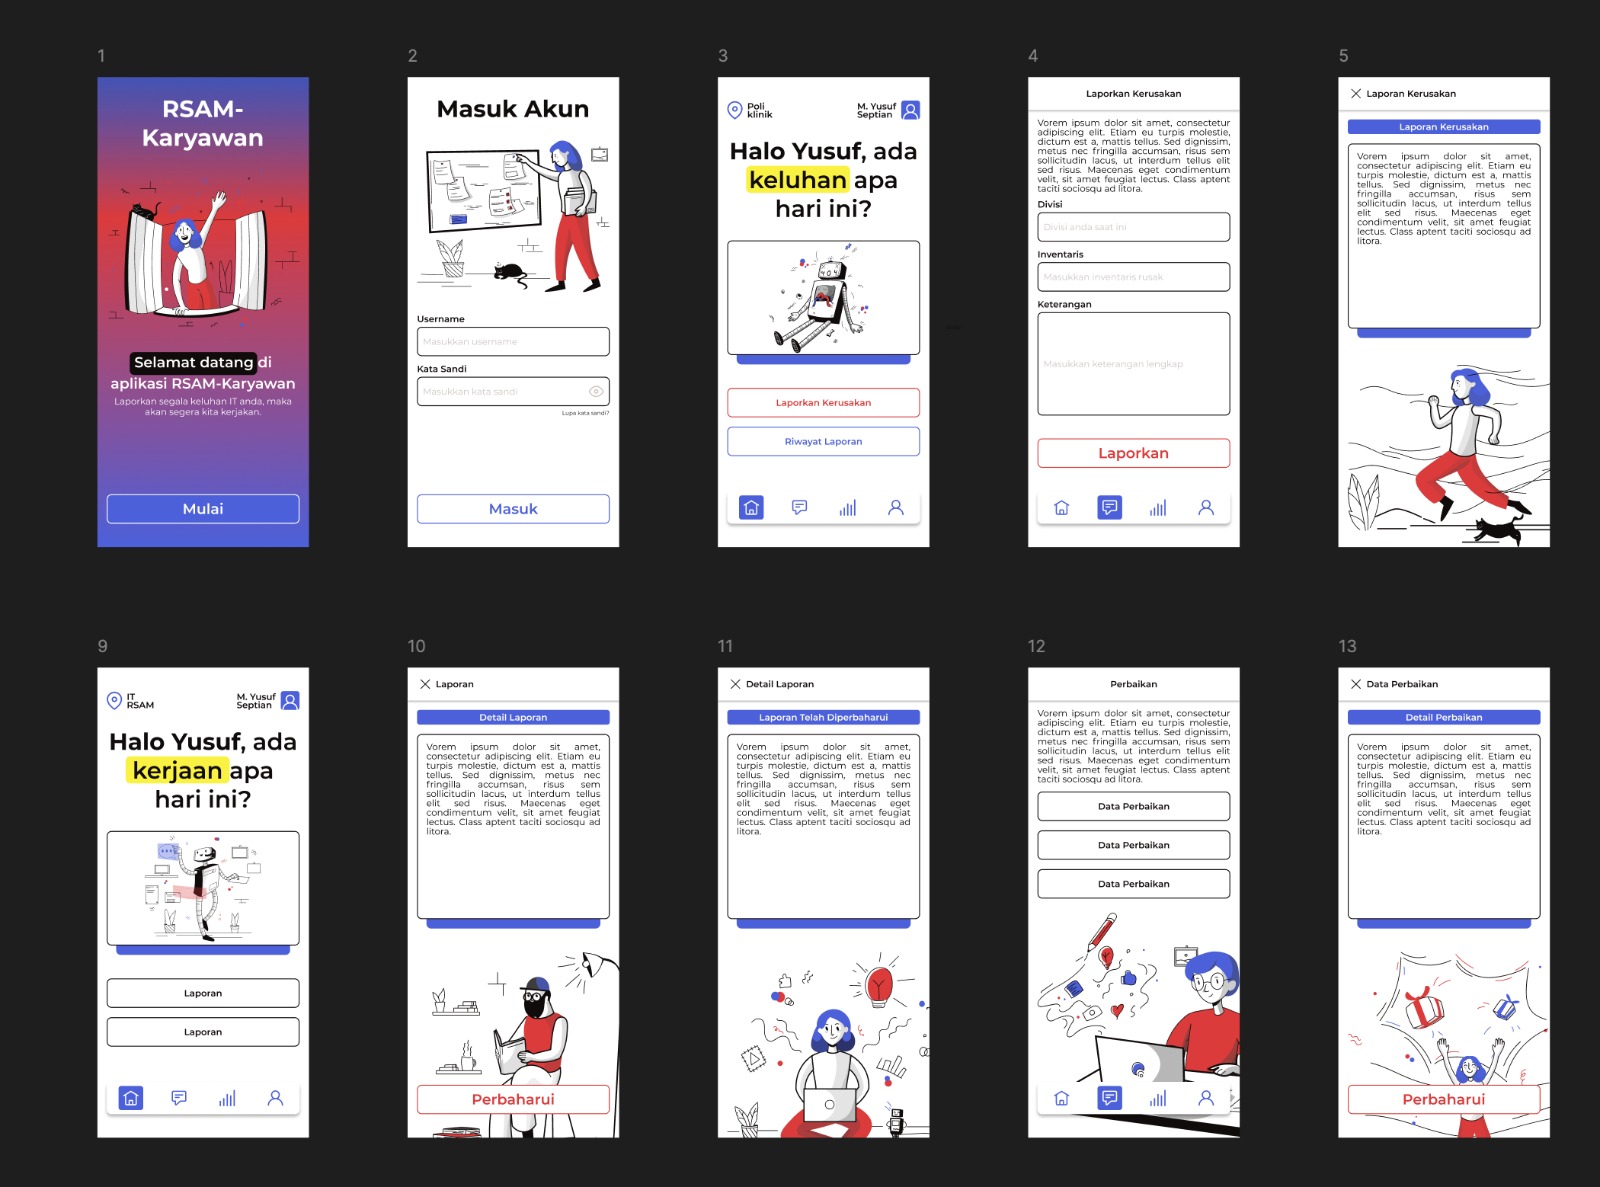 1
RSAM-
Karyawan
Selamat datang di
aplikasi RSAM-Karyawan
Laporkan segala keluhan IT anda, maka
akan segera kita kerjakan.
Mulai
2
Masuk Akun
Username
Masukkan username
Kata Sandi
Masukkan kata sandi
Lupa kata sandi?
Masuk
3
Poli
klinik
M. Yusuf
Septian
Halo Yusuf, ada
keluhan apa
hari ini?
Laporkan Kerusakan
Riwayat Laporan
4
Laporkan Kerusakan
Vorem ipsum dolor sit amet, consectetur
adipiscing elit. Etiam eu turpis molestie,
dictum est a, mattis tellus. Sed dignissim,
metus nec fringilla accumsan, risus sem
sollicitudin lacus, ut interdum tellus elit
sed risus. Maecenas eget condimentum
velit, sit amet feugiat lectus. Class aptent
taciti sociosqu ad litora.
Divisi
Divisi anda saat ini
Inventaris
Masukkan inventaris rusak
Keterangan
Masukkan keterangan lengkap
Laporkan
5
Laporan Kerusakan
Laporan Kerusakan
Vorem ipsum dolor sit amet,
consectetur adipiscing elit. Etiam eu
turpis molestie, dictum est a, mattis
tellus. Sed dignissim, metus nec
fringilla accumsan, risus sem
sollicitudin lacus, ut interdum tellus
elit sed risus. Maecenas eget
condimentum velit, sit amet feugiat
lectus. Class aptent taciti sociosqu ad
litora.
9
IT
RSAM
M. Yusuf
Septian
Halo Yusuf, ada
kerjaan apa
hari ini?
Laporan
Laporan
10
Laporan
Detail Laporan
Vorem ipsum dolor sit amet,
consectetur adipiscing elit. Etiam eu
turpis molestie, dictum est a, mattis
tellus. Sed dignissim, metus nec
fringilla accumsan, risus sem
sollicitudin lacus, ut interdum tellus
elit sed risus. Maecenas eget
condimentum velit, sit amet feugiat
lectus. Class aptent taciti sociosqu ad
litora.
Perbaharui
11
Detail Laporan
Laporan Telah Diperbaharui
Vorem ipsum dolor sit amet,
consectetur adipiscing elit. Etiam eu
turpis molestie, dictum est a, mattis
tellus. Sed dignissim, metus nec
fringilla accumsan, risus sem
sollicitudin lacus, ut interdum tellus
elit sed risus. Maecenas eget
condimentum velit, sit amet feugiat
lectus. Class aptent taciti sociosqu ad
litora.
12
Perbaikan
Vorem ipsum dolor sit amet, consectetur
adipiscing elit. Etiam eu turpis molestie,
dictum est a, mattis tellus. Sed dignissim,
metus nec fringilla accumsan, risus sem
sollicitudin lacus, ut interdum tellus elit
sed risus. Maecenas eget condimentum
velit, sit amet feugiat lectus. Class aptent
taciti sociosqu ad litora.
Data Perbaikan
Data Perbaikan
Data Perbaikan
13
Data Perbaikan
Detail Perbaikan
Vorem ipsum dolor sit amet,
consectetur adipiscing elit. Etiam eu
turpis molestie, dictum est a, mattis
tellus. Sed dignissim, metus nec
fringilla accumsan, risus sem
sollicitudin lacus, ut interdum tellus
elit sed risus. Maecenas eget
condimentum velit, sit amet feugiat
lectus. Class aptent taciti sociosqu ad
litora.
Perbaharui